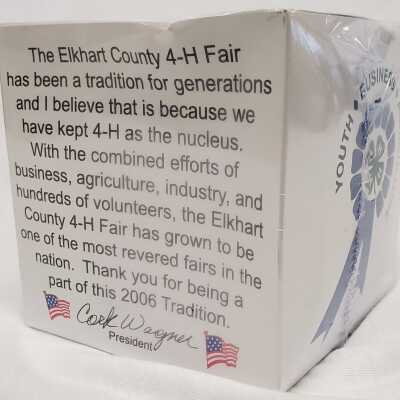 The Elkhart County 4-H Fair
has been a tradition for generations
and I believe that is because we
have kept 4-H as the nucleus.
With the combined efforts of
business, agriculture, industry, and
hundreds of volunteers, the Elkhart
County 4-H Fair has grown to be
one of the most revered fairs in the
nation. Thank you for being a
part of this 2006 Tradition.
Cork Wagner
President
YOUTH • BUSINESS